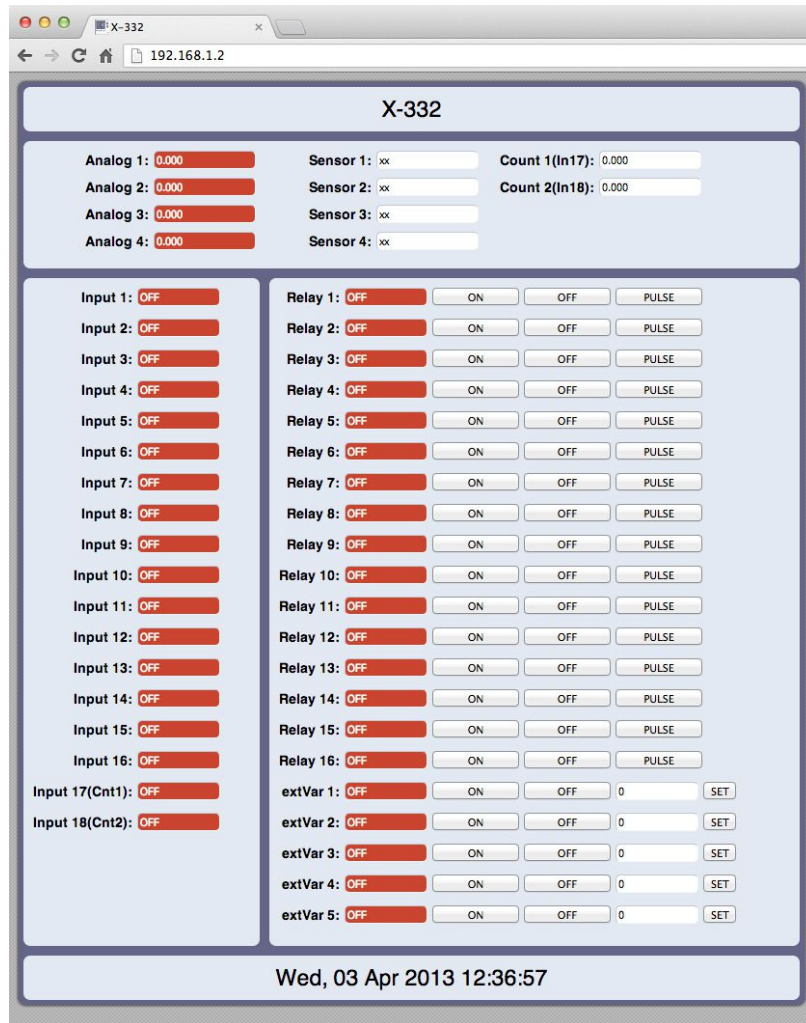 X-332
192.168.1.2
X-332
Analog 1: 0.000 Sensor 1: xx Count 1(In17): 0.000
Analog 2: 0.000 Sensor 2: xx Count 2(In18): 0.000
Analog 3: 0.000 Sensor 3: xx
Analog 4: 0.000 Sensor 4: xx
Input 1: OFF Relay 1: OFF ON OFF PULSE
Input 2: OFF Relay 2: OFF ON OFF PULSE
Input 3: OFF Relay 3: OFF ON OFF PULSE
Input 4: OFF Relay 4: OFF ON OFF PULSE
Input 5: OFF Relay 5: OFF ON OFF PULSE
Input 6: OFF Relay 6: OFF ON OFF PULSE
Input 7: OFF Relay 7: OFF ON OFF PULSE
Input 8: OFF Relay 8: OFF ON OFF PULSE
Input 9: OFF Relay 9: OFF ON OFF PULSE
Input 10: OFF Relay 10: OFF ON OFF PULSE
Input 11: OFF Relay 11: OFF ON OFF PULSE
Input 12: OFF Relay 12: OFF ON OFF PULSE
Input 13: OFF Relay 13: OFF ON OFF PULSE
Input 14: OFF Relay 14: OFF ON OFF PULSE
Input 15: OFF Relay 15: OFF ON OFF PULSE
Input 16: OFF Relay 16: OFF ON OFF PULSE
Input 17(Cnt1): OFF extVar 1: OFF ON OFF 0 SET
Input 18(Cnt2): OFF extVar 2: OFF ON OFF 0 SET
extVar 3: OFF ON OFF 0 SET
extVar 4: OFF ON OFF 0 SET
extVar 5: OFF ON OFF 0 SET
Wed, 03 Apr 2013 12:36:57